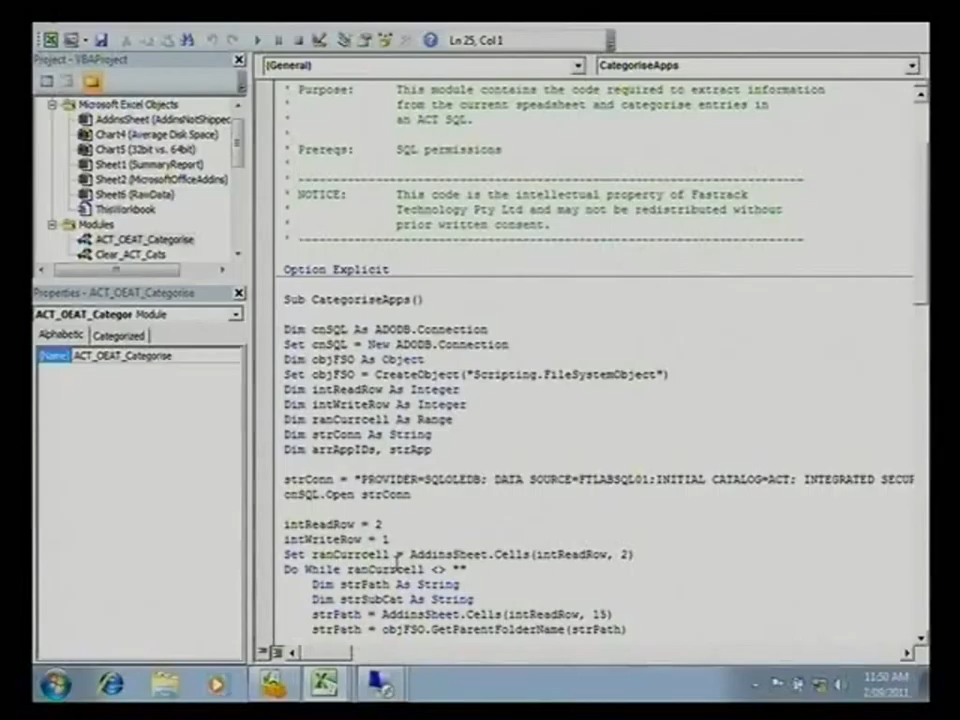 Ln 25, Col 1
Project - VBAProject
Microsoft Excel Objects
AddinsSheet (AddinsNotShipped
Chart4 (Average Disk Space)
Chart5 (32bit vs. 64bit)
Sheet1 (SummaryReport)
Sheet2 (MicrosoftOfficeAddins)
Sheet6 (RawData)
ThisWorkbook
Modules
ACT_OEAT_Categorise
Clear_ACT_Cats
Properties - ACT_OEAT_Categorise
ACT_OEAT_Categor Module
Alphabetic Categorized
(Name) ACT_OEAT_Categorise
(General) CategoriseApps
' Purpose: This module contains the code required to extract information
' from the current speadsheet and categorise entries in
' an ACT SQL.
'
' Prereqs: SQL permissions
'
' ------------------------------------------------------------------------
' NOTICE: This code is the intellectual property of Fastrack
' Technology Pty Ltd and may not be redistributed without
' prior written consent.
' ------------------------------------------------------------------------
Option Explicit
Sub CategoriseApps()
Dim cnSQL As ADODB.Connection
Set cnSQL = New ADODB.Connection
Dim objFSO As Object
Set objFSO = CreateObject("Scripting.FileSystemObject")
Dim intReadRow As Integer
Dim intWriteRow As Integer
Dim ranCurrcell As Range
Dim strConn As String
Dim arrAppIDs, strApp
strConn = "PROVIDER=SQLOLEDB; DATA SOURCE=FTLABSQL01;INITIAL CATALOG=ACT; INTEGRATED SECUR
cnSQL.Open strConn
intReadRow = 2
intWriteRow = 1
Set ranCurrcell = AddinsSheet.Cells(intReadRow, 2)
Do While ranCurrcell <> ""
Dim strPath As String
Dim strSubCat As String
strPath = AddinsSheet.Cells(intReadRow, 15)
strPath = objFSO.GetParentFolderName(strPath)
11:50 AM
2/09/2011